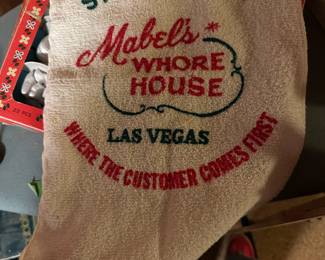 Mabel's
WHORE
HOUSE
LAS VEGAS
WHERE THE CUSTOMER COMES FIRST